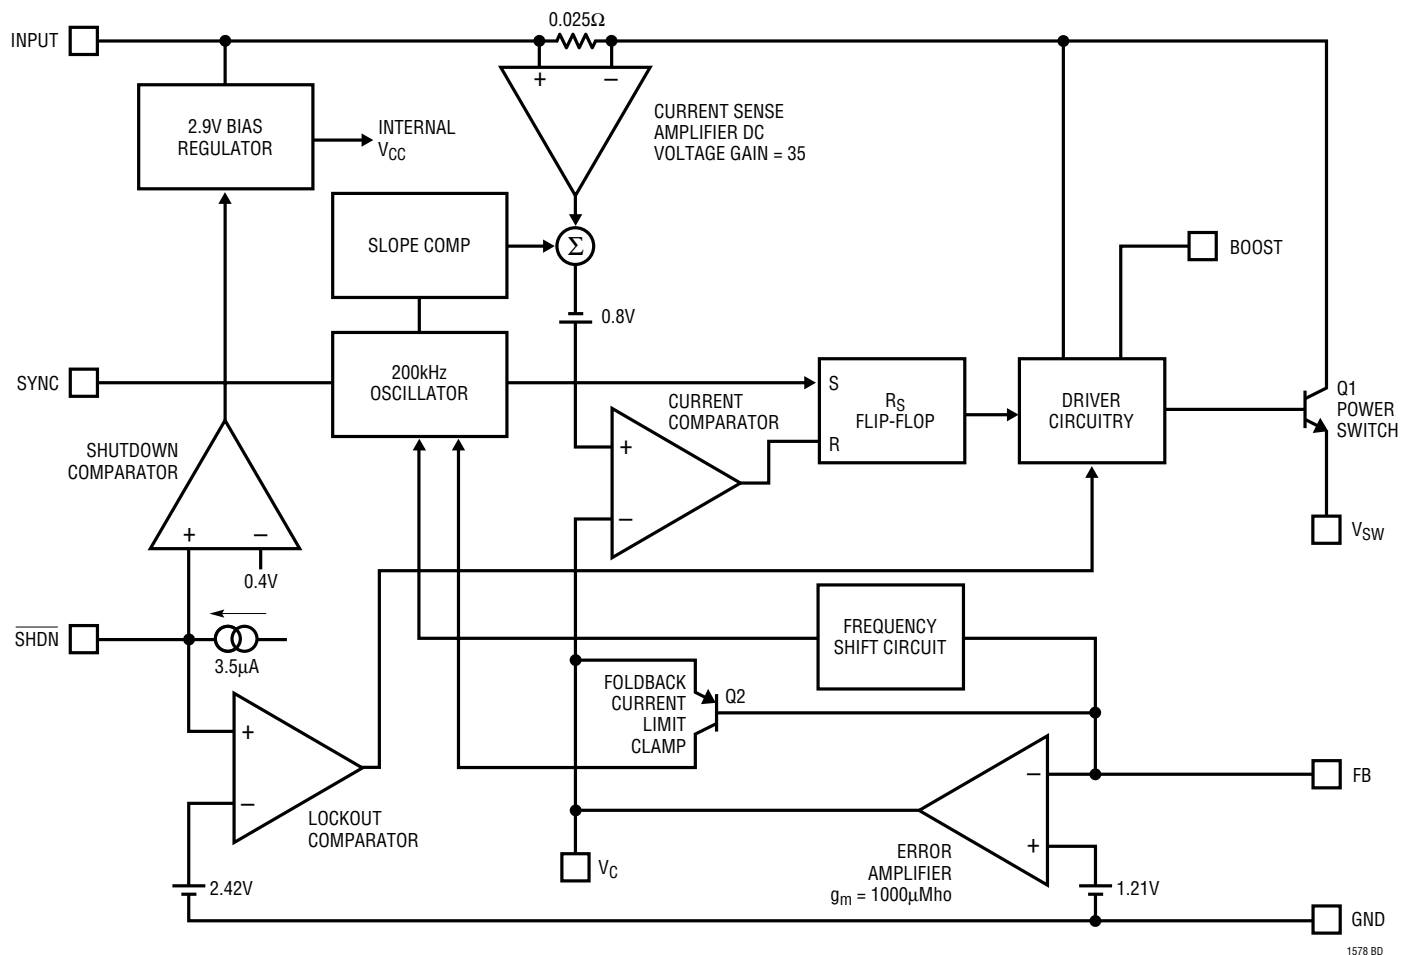 INPUT
0.025Ω
+
–
2.9V BIAS
REGULATOR
INTERNAL
VCC
CURRENT SENSE
AMPLIFIER DC
VOLTAGE GAIN = 35
SLOPE COMP
Σ
BOOST
0.8V
SYNC
200kHz
OSCILLATOR
S
RS
FLIP-FLOP
R
DRIVER
CIRCUITRY
Q1
POWER
SWITCH
CURRENT
COMPARATOR
+
–
SHUTDOWN
COMPARATOR
+
–
0.4V
VSW
SHDN
3.5µA
FREQUENCY
SHIFT CIRCUIT
FOLDBACK
CURRENT
LIMIT
CLAMP
Q2
+
–
LOCKOUT
COMPARATOR
–
+
FB
ERROR
AMPLIFIER
gm = 1000µMho
VC
2.42V
1.21V
GND
1578 BD